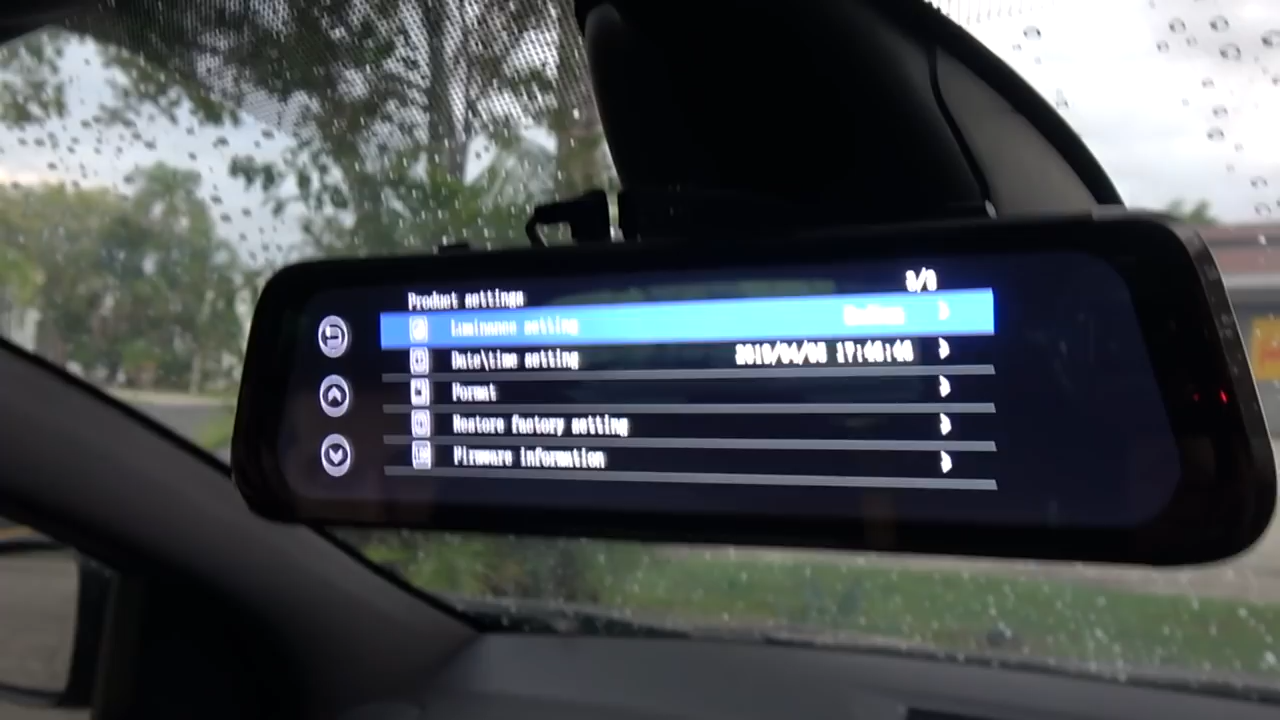 Product settings
Luminance setting
Date\time setting
Format
Restore factory setting
Firmware information